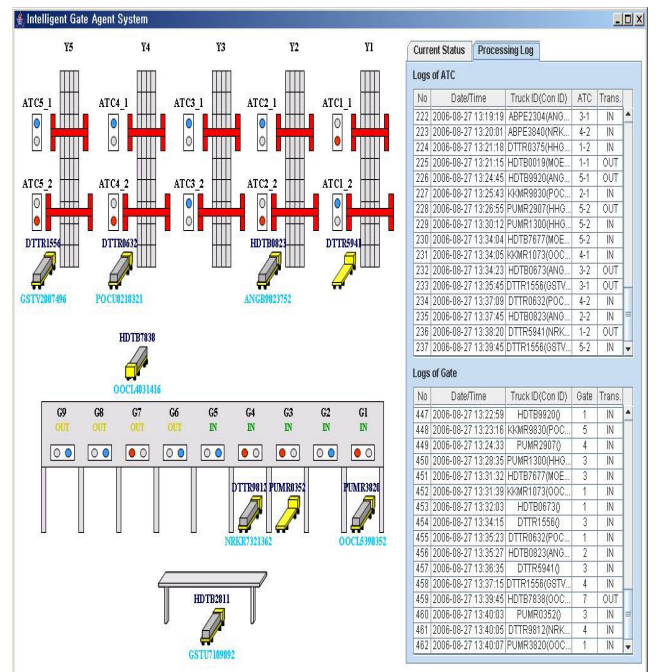 Intelligent Gate Agent System
Y5 Y4 Y3 Y2 Y1
ATC5_1 ATC4_1 ATC3_1 ATC2_1 ATC1_1
ATC5_2 ATC4_2 ATC3_2 ATC2_2 ATC1_2
DTTR1556 DTTR0632 HDTB0823 DTTR5941
GSTV2087496 POCU8218321 ANGB9823752
HDTB7838
OOCL4031416
G9 G8 G7 G6 G5 G4 G3 G2 G1
OUT OUT OUT OUT IN IN IN IN IN
DTTR9812 PUMR0352 PUMR3820
NRKR7321362 OOCL5390352
HDTB2811
GSTU7189892
Current Status Processing Log
Logs of ATC
No Date/Time Truck ID(Con ID) ATC Trans.
222 2006-08-27 13:19:19 ABPE2304(ANG... 3-1 IN
223 2006-08-27 13:20:01 ABPE3840(NRK... 4-2 IN
224 2006-08-27 13:21:18 DTTR0375(HHG... 1-2 IN
225 2006-08-27 13:21:15 HDTB0019(MOE... 1-1 OUT
226 2006-08-27 13:24:45 HDTB9920(ANG... 5-1 OUT
227 2006-08-27 13:25:43 KKMR9830(POC... 2-1 IN
228 2006-08-27 13:26:55 PUMR2907(HHG... 5-2 OUT
229 2006-08-27 13:30:12 PUMR1300(HHG... 5-2 IN
230 2006-08-27 13:34:04 HDTB7677(MOE... 5-2 IN
231 2006-08-27 13:34:05 KKMR1073(OOC... 4-1 IN
232 2006-08-27 13:34:23 HDTB0673(ANG... 3-2 OUT
233 2006-08-27 13:35:45 DTTR1556(GSTV... 3-1 OUT
234 2006-08-27 13:37:09 DTTR0632(POC... 4-2 IN
235 2006-08-27 13:37:45 HDTB0823(ANG... 2-2 IN
236 2006-08-27 13:38:20 DTTR5941(NRK... 1-2 OUT
237 2006-08-27 13:39:45 DTTR1556(GSTV... 5-2 IN
Logs of Gate
No Date/Time Truck ID(Con ID) Gate Trans.
447 2006-08-27 13:22:59 HDTB9920() 1 IN
448 2006-08-27 13:23:16 KKMR9830(POC... 5 IN
449 2006-08-27 13:24:33 PUMR2907() 4 IN
450 2006-08-27 13:28:35 PUMR1300(HHG... 3 IN
451 2006-08-27 13:31:32 HDTB7677(MOE... 3 IN
452 2006-08-27 13:31:39 KKMR1073(OOC... 1 IN
453 2006-08-27 13:32:03 HDTB0673() 1 IN
454 2006-08-27 13:34:15 DTTR1556() 3 IN
455 2006-08-27 13:35:23 DTTR0632(POC... 1 IN
456 2006-08-27 13:35:27 HDTB0823(ANG... 2 IN
457 2006-08-27 13:36:35 DTTR5941() 3 IN
458 2006-08-27 13:37:15 DTTR1556(GSTV... 4 IN
459 2006-08-27 13:39:45 HDTB7838(OOC... 7 OUT
460 2006-08-27 13:40:03 PUMR0352() 3 IN
461 2006-08-27 13:40:05 DTTR9812(NRK... 4 IN
462 2006-08-27 13:40:07 PUMR3820(OOC... 1 IN